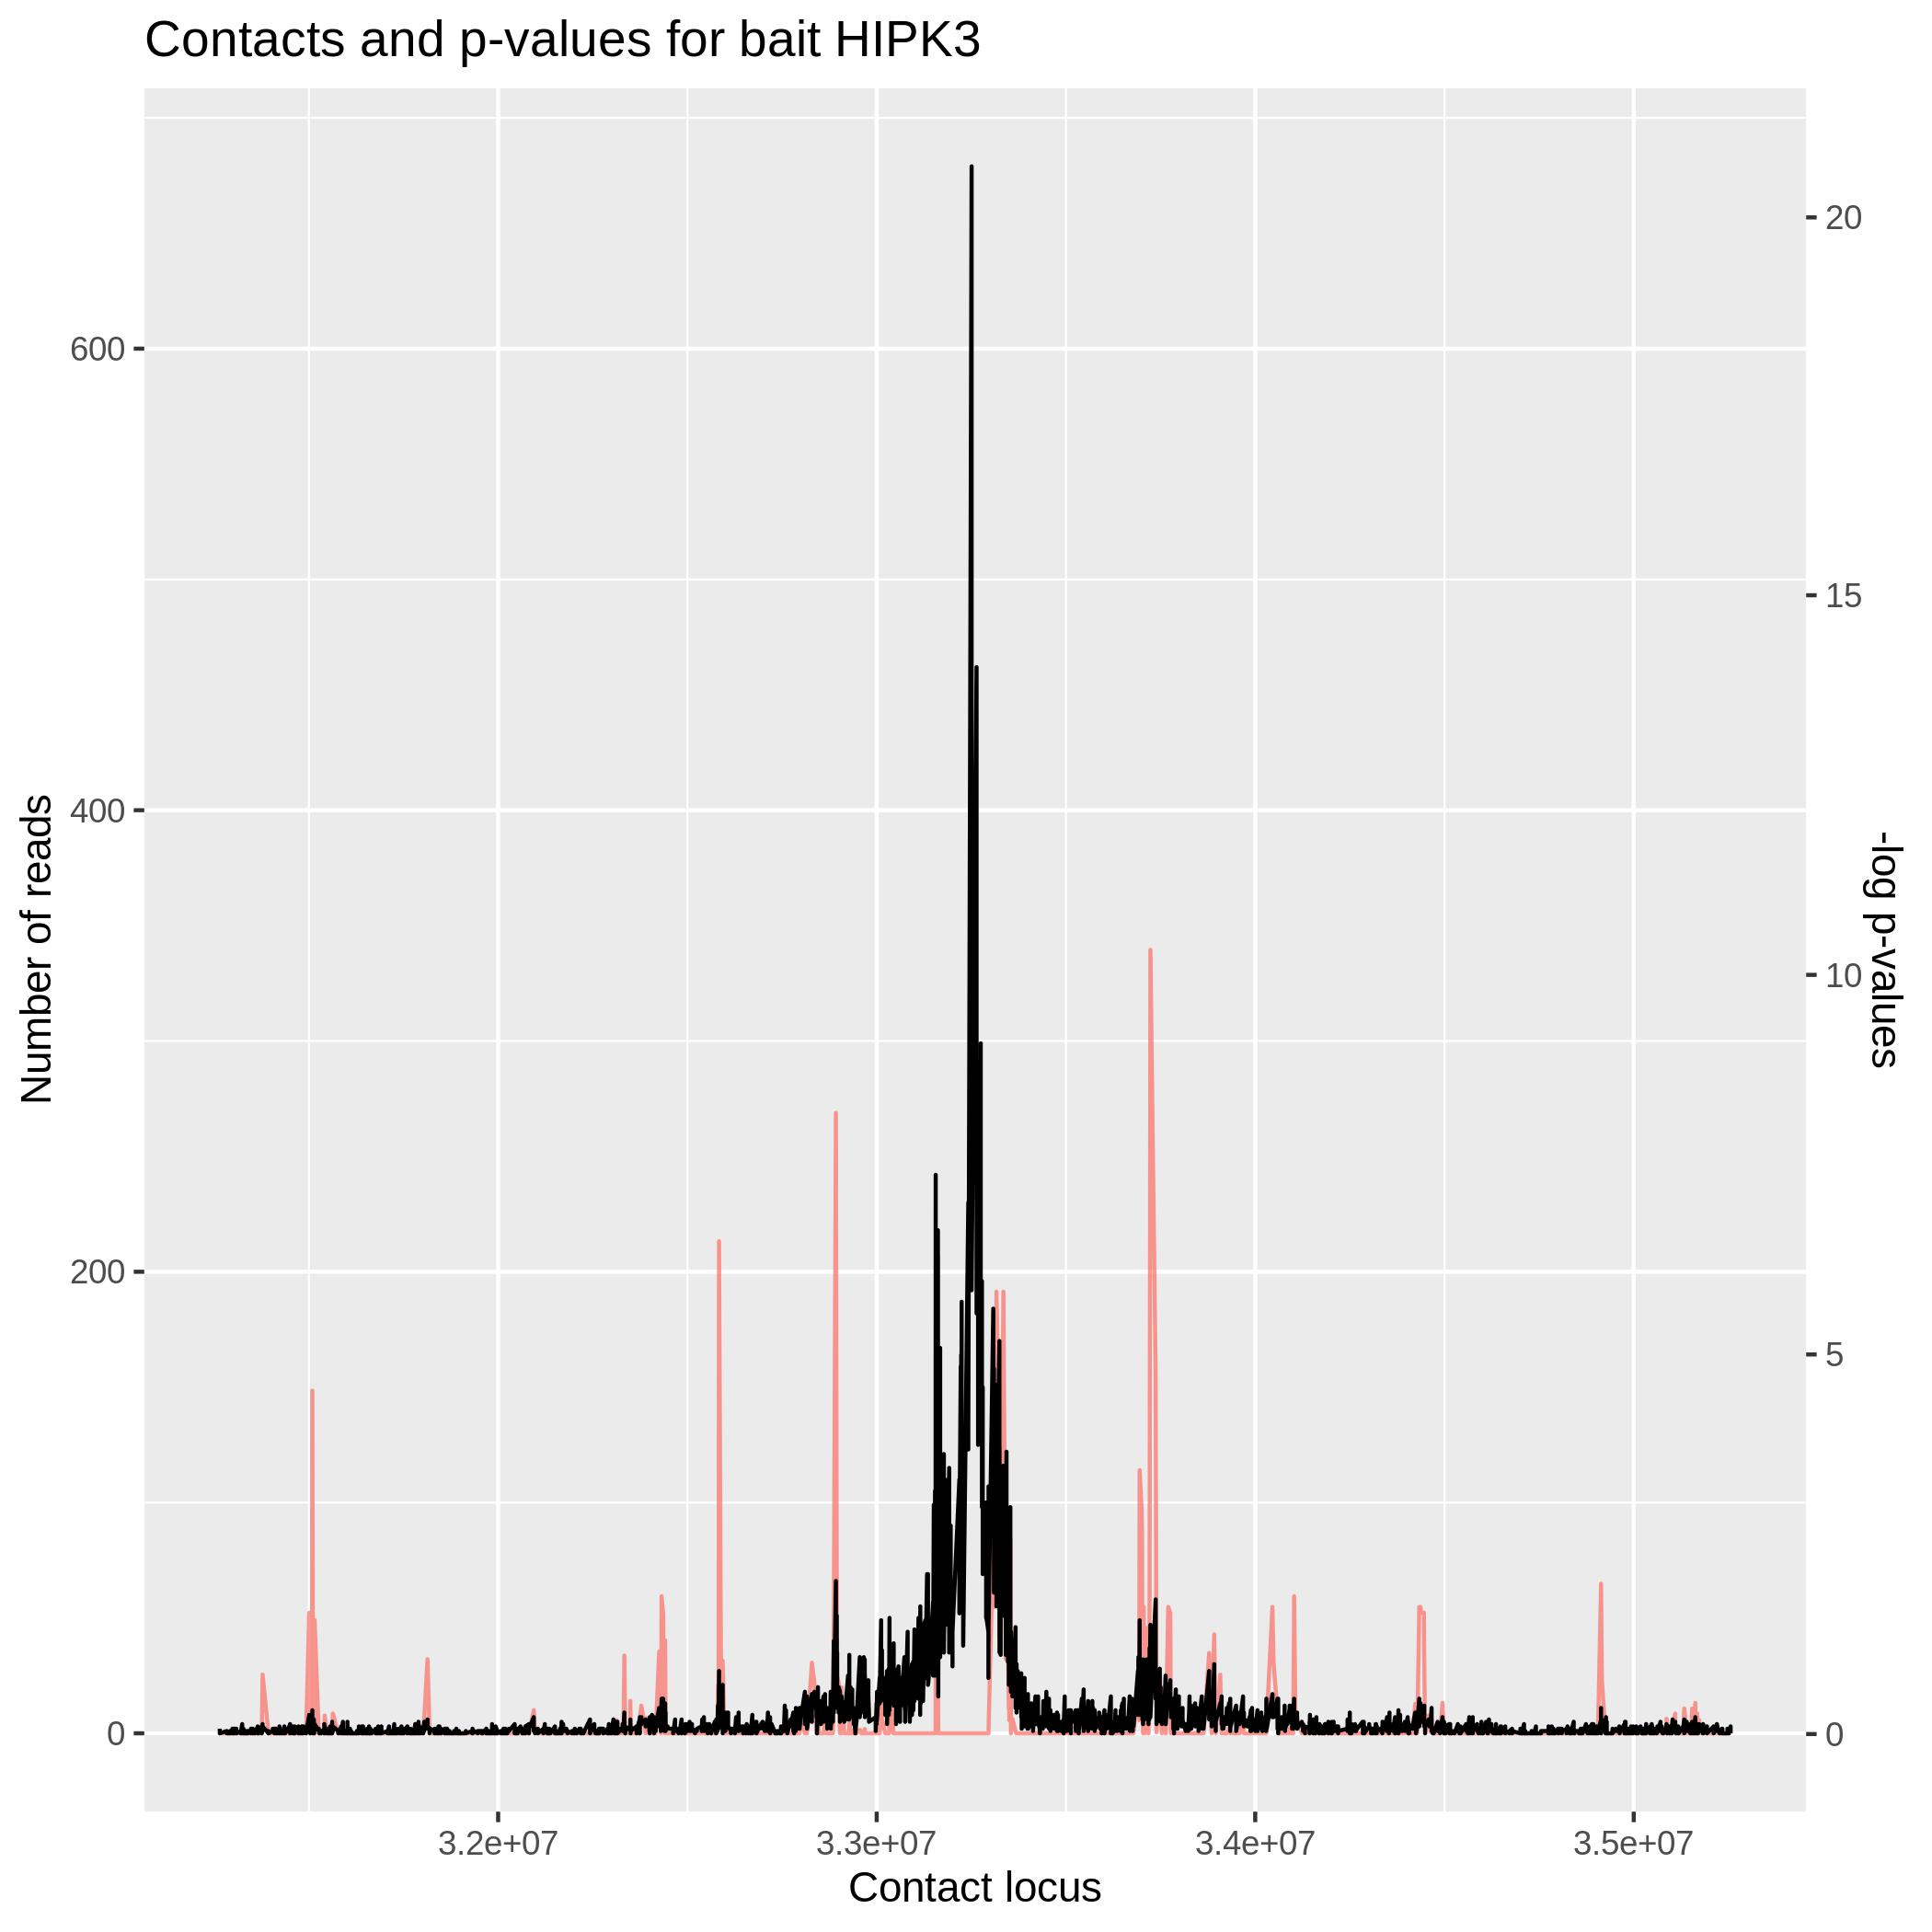 Contacts and p-values for bait HIPK3
Number of reads
600
400
200
0
20
15
10
5
0
-log p-values
3.2e+07
3.3e+07
3.4e+07
3.5e+07
Contact locus